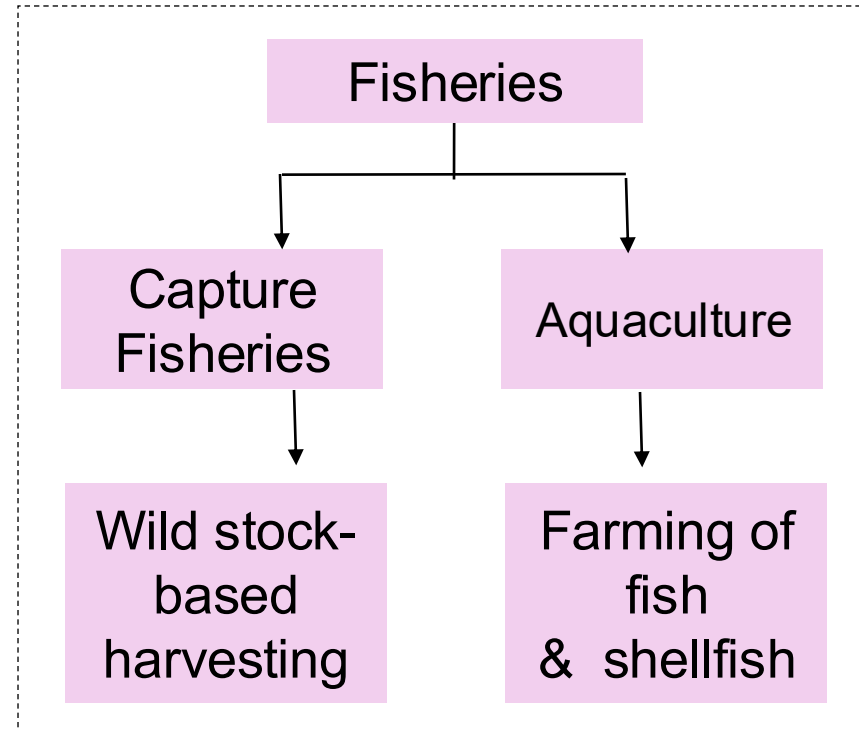 Fisheries
Capture
Fisheries
Aquaculture
Wild stock-
based
harvesting
Farming of
fish
& shellfish